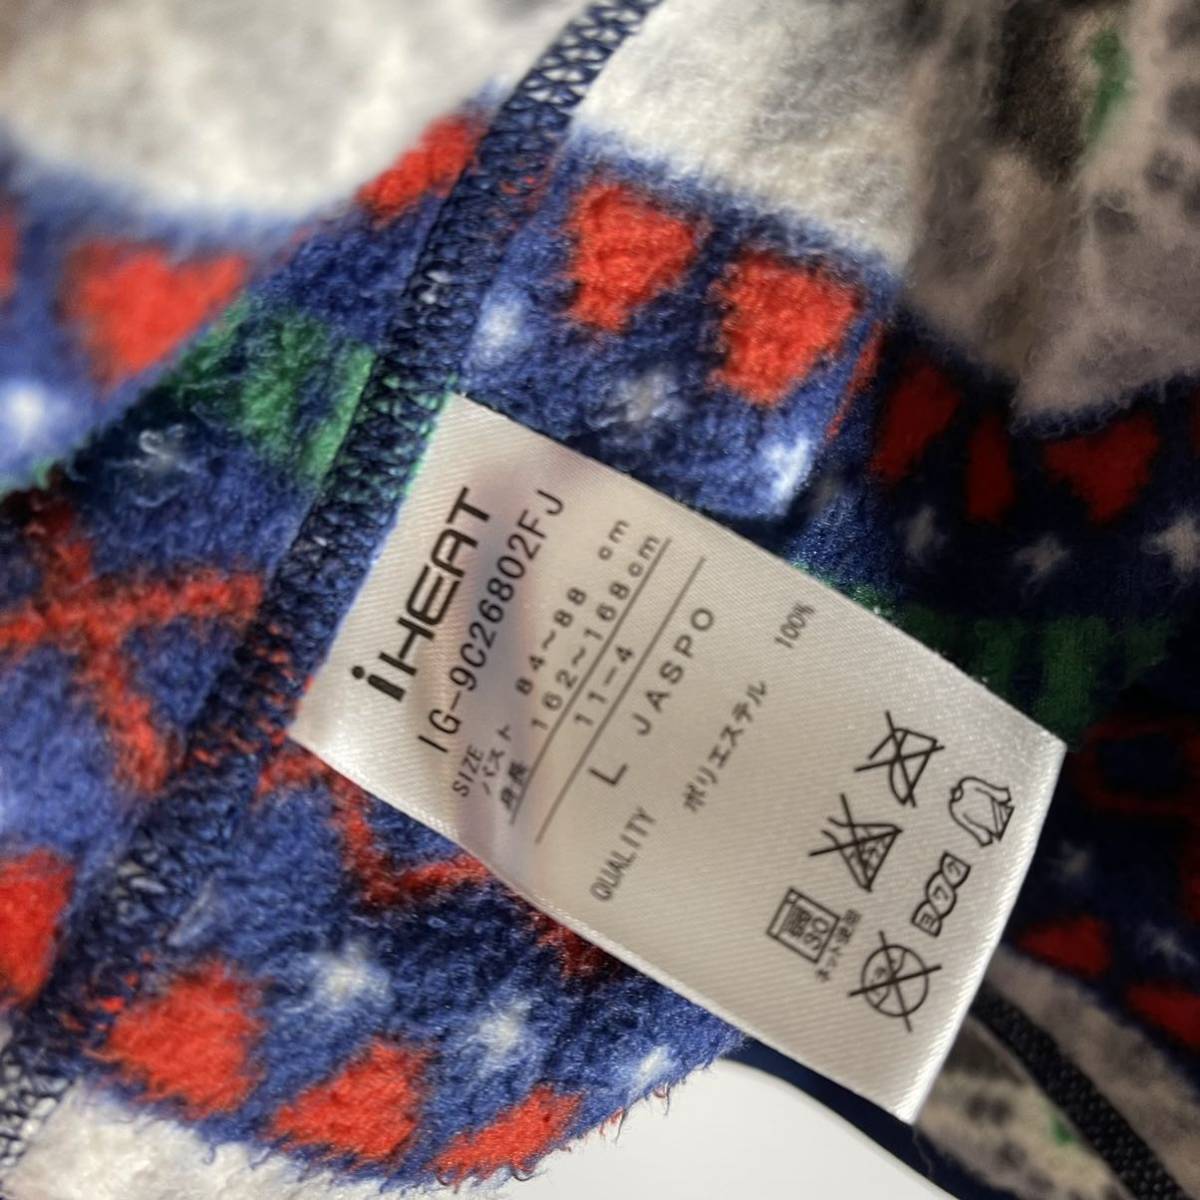 iHEAT
IG-9C26802FJ
SIZE
バスト 84~88 cm
身長 162~168cm
11-4
L JASPO
QUALITY
ポリエステル 100%
30
ネット使用